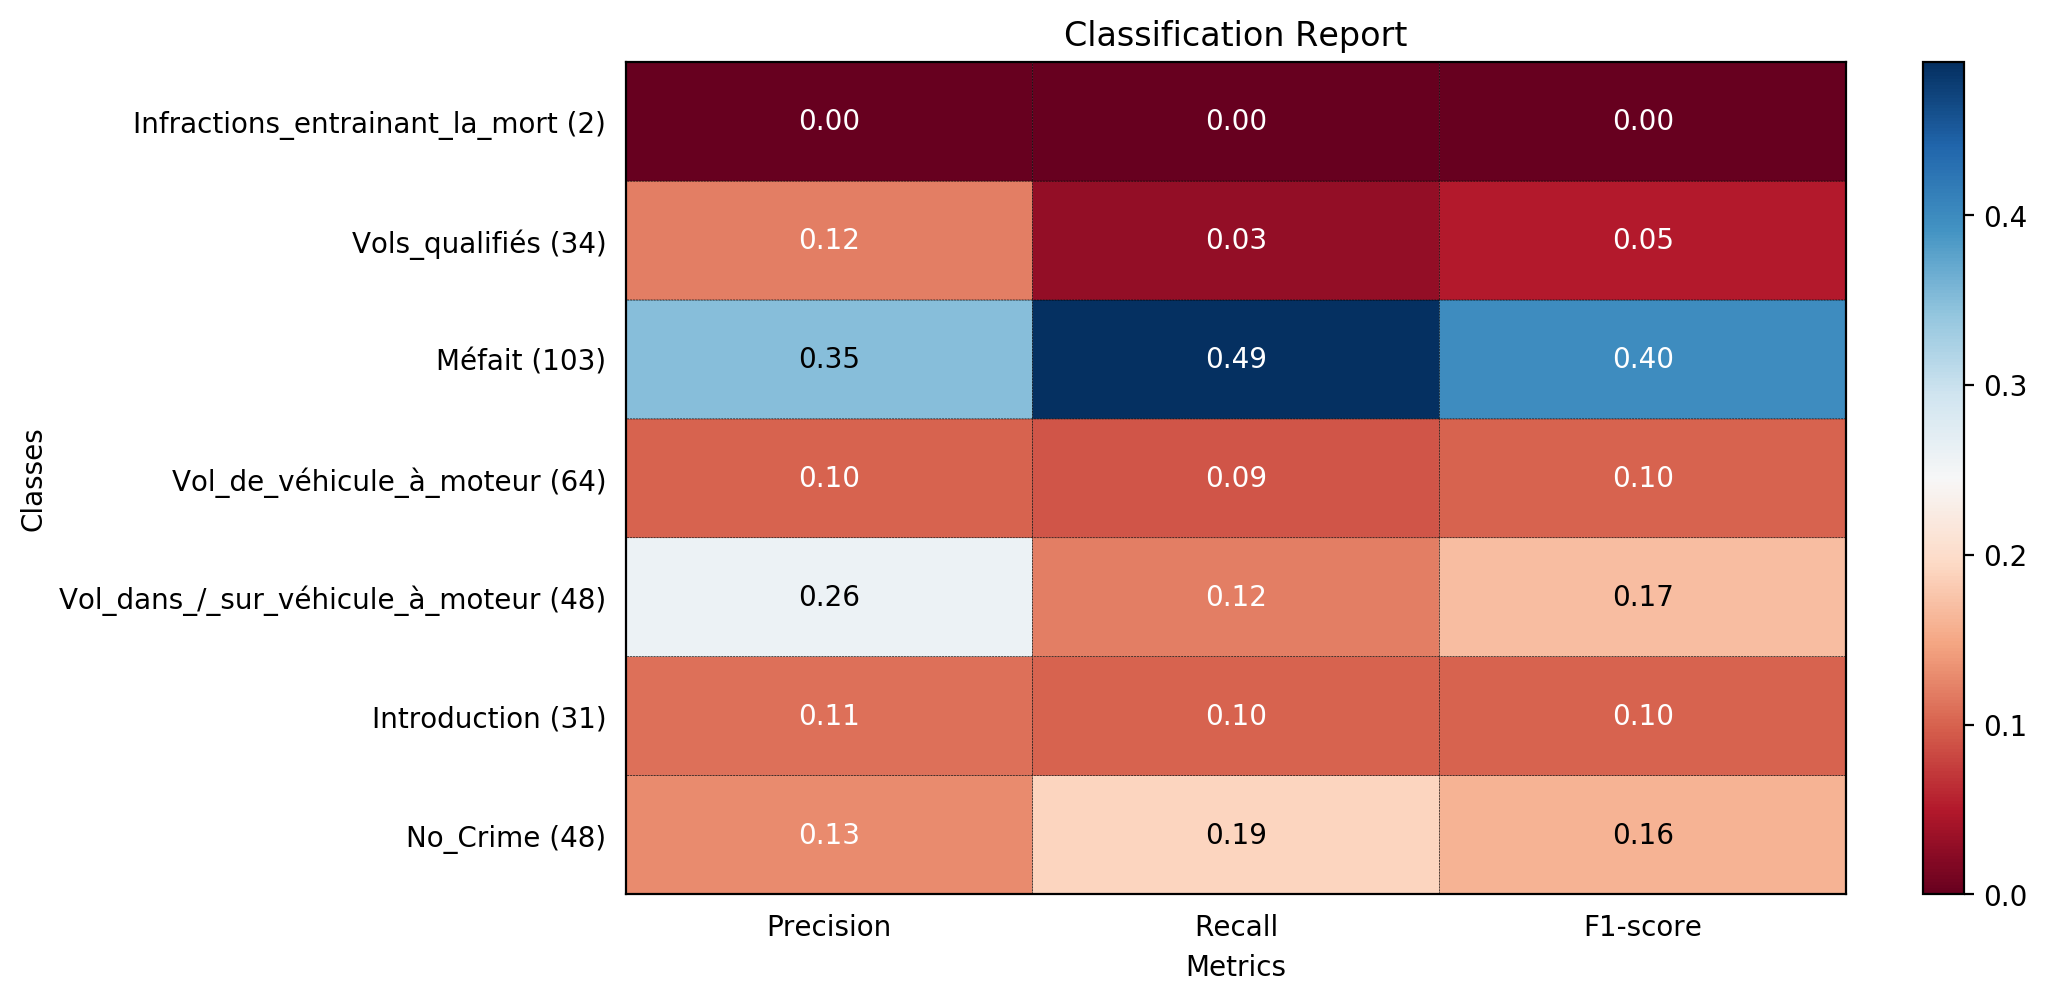 Classification Report
Infractions_entrainant_la_mort (2) 0.00 0.00 0.00
Vols_qualifiés (34) 0.12 0.03 0.05
Méfait (103) 0.35 0.49 0.40
Vol_de_véhicule_à_moteur (64) 0.10 0.09 0.10
Vol_dans_/_sur_véhicule_à_moteur (48) 0.26 0.12 0.17
Introduction (31) 0.11 0.10 0.10
No_Crime (48) 0.13 0.19 0.16
Classes
Precision Recall F1-score
Metrics
0.4
0.3
0.2
0.1
0.0